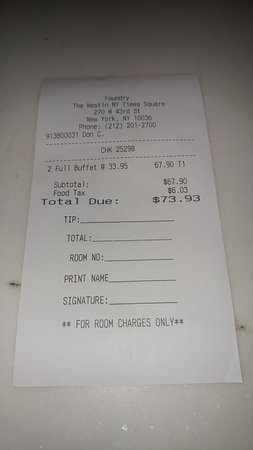 Foundry
The Westin NY Times Square
270 W 43rd St
New York, NY 10036
Phone: (212) 201-2700
913800031 Don C.
CHK 25298
2 Full Buffet @ 33.95 67.90 T1
Subtotal: $67.90
Food Tax $6.03
Total Due: $73.93
TIP:
TOTAL:
ROOM NO:
PRINT NAME
SIGNATURE:
** FOR ROOM CHARGES ONLY**